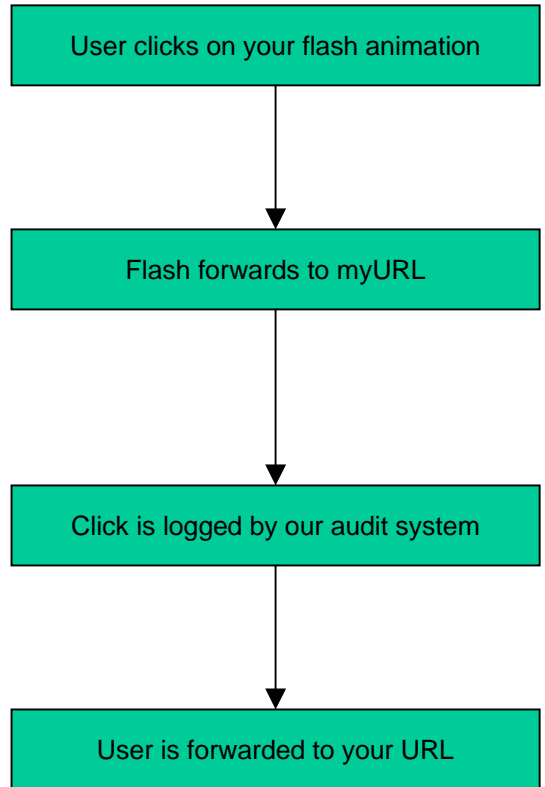 User clicks on your flash animation
Flash forwards to myURL
Click is logged by our audit system
User is forwarded to your URL